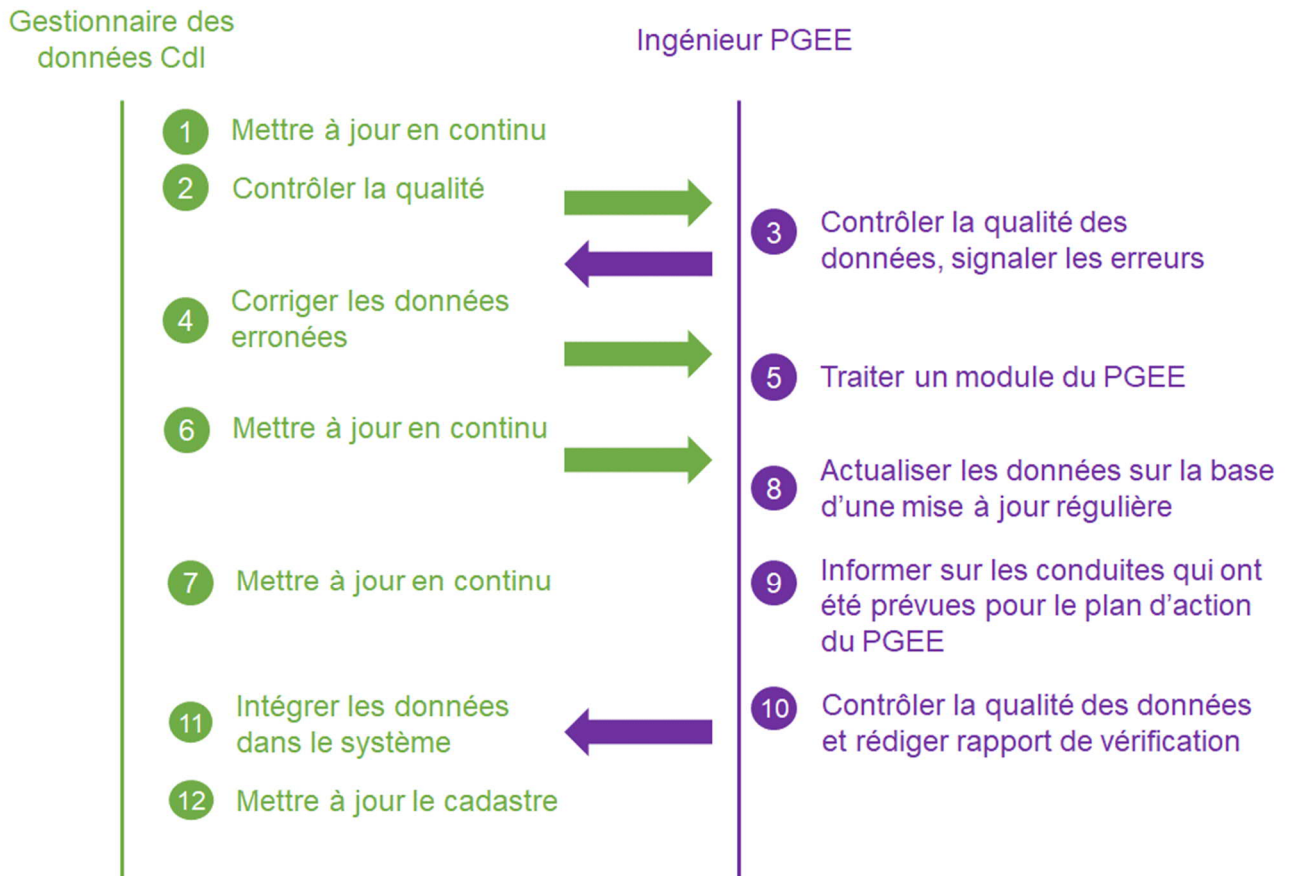 Gestionnaire des
données CdI
Ingénieur PGEE
1 Mettre à jour en continu
2 Contrôler la qualité
3 Contrôler la qualité des
données, signaler les erreurs
4 Corriger les données
erronées
5 Traiter un module du PGEE
6 Mettre à jour en continu
8 Actualiser les données sur la base
d’une mise à jour régulière
7 Mettre à jour en continu
9 Informer sur les conduites qui ont
été prévues pour le plan d’action
du PGEE
10 Contrôler la qualité des données
et rédiger rapport de vérification
11 Intégrer les données
dans le système
12 Mettre à jour le cadastre